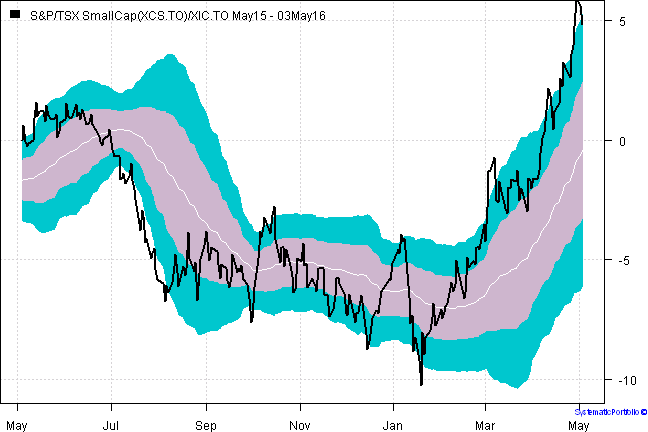 S&P/TSX SmallCap(XCS.TO)/XIC.TO May15 - 03May16
5
0
-5
-10
SystematicPortfolio ©
May Jul Sep Nov Jan Mar May